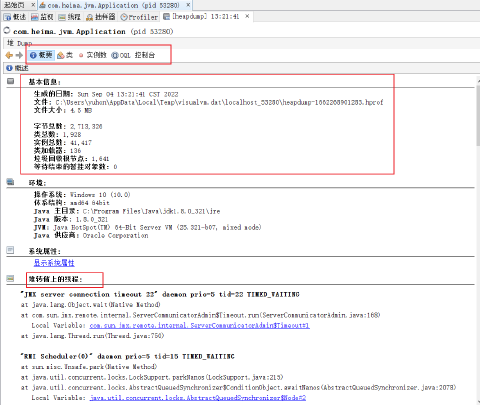 起始页
com.heima.jvm.Application (pid 53280)
概述 监视 线程 抽样器 Profiler [heapdump] 13:21:41
com.heima.jvm.Application (pid 53280)
堆 Dump
概要 类 实例数 OQL 控制台
概述
基本信息:
生成的日期: Sun Sep 04 13:21:41 CST 2022
文件: C:\Users\yuhon\AppData\Local\Temp\visualvm.dat\localhost_53280\heapdump-1662268901283.hprof
文件大小: 4.5 MB
字节总数: 2,713,326
类总数: 1,928
实例总数: 41,417
类加载器: 136
垃圾回收根节点: 1,641
等待结束的暂挂对象数: 0
环境:
操作系统: Windows 10 (10.0)
体系结构: amd64 64bit
Java 主目录: C:\Program Files\Java\jdk1.8.0_321\jre
Java 版本: 1.8.0_321
JVM: Java HotSpot(TM) 64-Bit Server VM (25.321-b07, mixed mode)
Java 供应商: Oracle Corporation
系统属性:
显示系统属性
堆转储上的线程:
"JMX server connection timeout 22" daemon prio=5 tid=22 TIMED_WAITING
at java.lang.Object.wait(Native Method)
at com.sun.jmx.remote.internal.ServerCommunicatorAdmin$Timeout.run(ServerCommunicatorAdmin.java:168)
Local Variable: com.sun.jmx.remote.internal.ServerCommunicatorAdmin$Timeout#1
at java.lang.Thread.run(Thread.java:750)
"RMI Scheduler(0)" daemon prio=5 tid=15 TIMED_WAITING
at sun.misc.Unsafe.park(Native Method)
at java.util.concurrent.locks.LockSupport.parkNanos(LockSupport.java:215)
at java.util.concurrent.locks.AbstractQueuedSynchronizer$ConditionObject.awaitNanos(AbstractQueuedSynchronizer.java:2078)
Local Variable: java.util.concurrent.locks.AbstractQueuedSynchronizer$Node#2